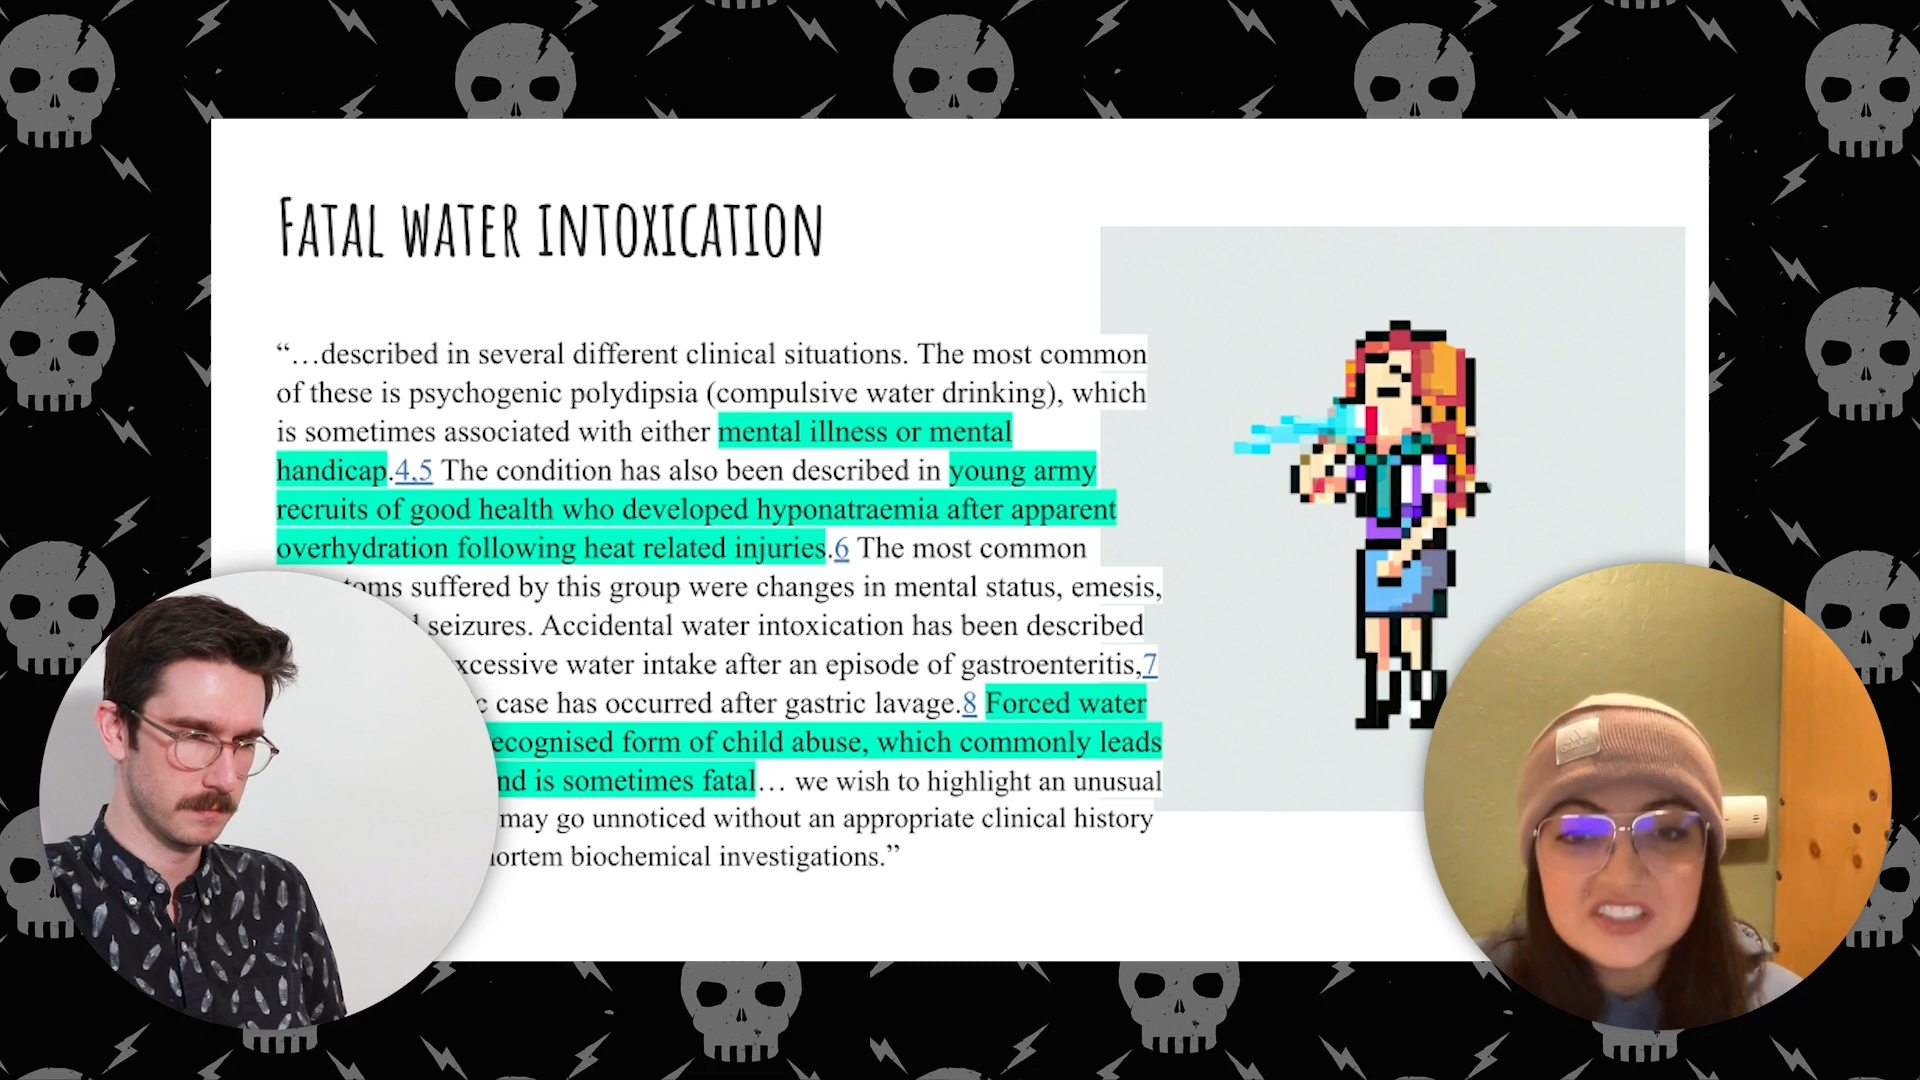 FATAL WATER INTOXICATION
“…described in several different clinical situations. The most common
of these is psychogenic polydipsia (compulsive water drinking), which
is sometimes associated with either mental illness or mental
handicap.4,5 The condition has also been described in young army
recruits of good health who developed hyponatraemia after apparent
overhydration following heat related injuries.6 The most common
suffered by this group were changes in mental status, emesis,
seizures. Accidental water intoxication has been described
water intake after an episode of gastroenteritis,7
case has occurred after gastric lavage.8 Forced water
form of child abuse, which commonly leads
is sometimes fatal… we wish to highlight an unusual
may go unnoticed without an appropriate clinical history
biochemical investigations.”